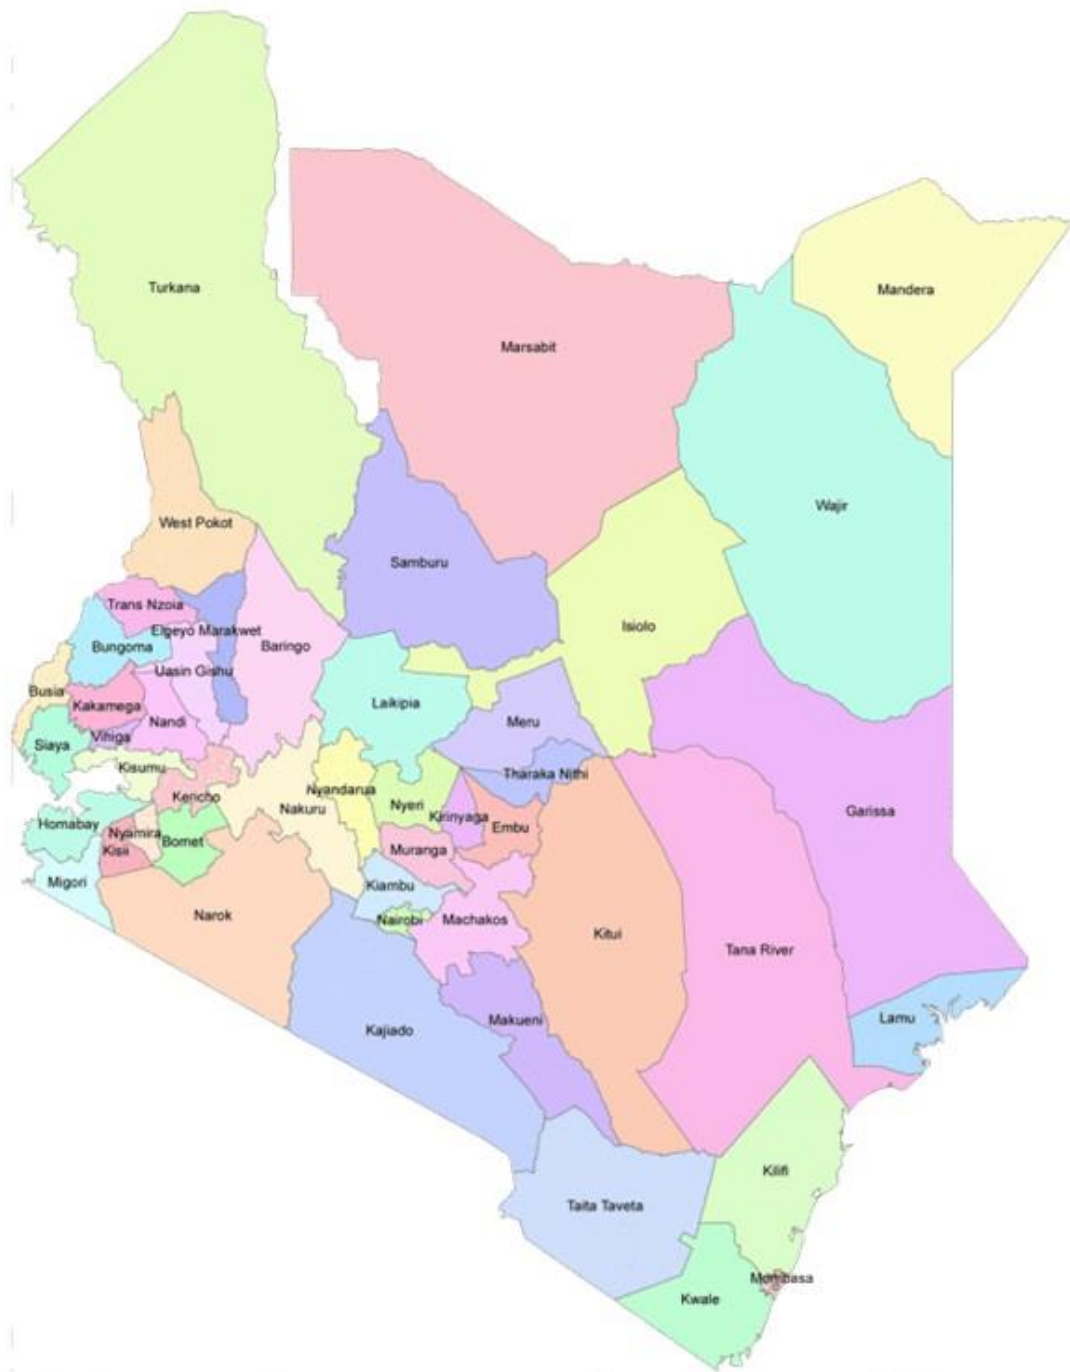 Turkana
Mandera
Marsabit
Wajir
West Pokot
Samburu
Trans Nzoia
Isiolo
Elgeyo Marakwet
Bungoma
Baringo
Uasin Gishu
Busia
Laikipia
Kakamega
Nandi
Meru
Vihiga
Siaya
Kisumu
Tharaka Nithi
Nyandarua
Kericho
Nyeri
Nakuru
Garissa
Kirinyaga
Homabay
Embu
Nyamira
Bomet
Kisii
Muranga
Migori
Kiambu
Narok
Nairobi
Machakos
Kitui
Tana River
Lamu
Makueni
Kajiado
Kilifi
Taita Taveta
Mombasa
Kwale